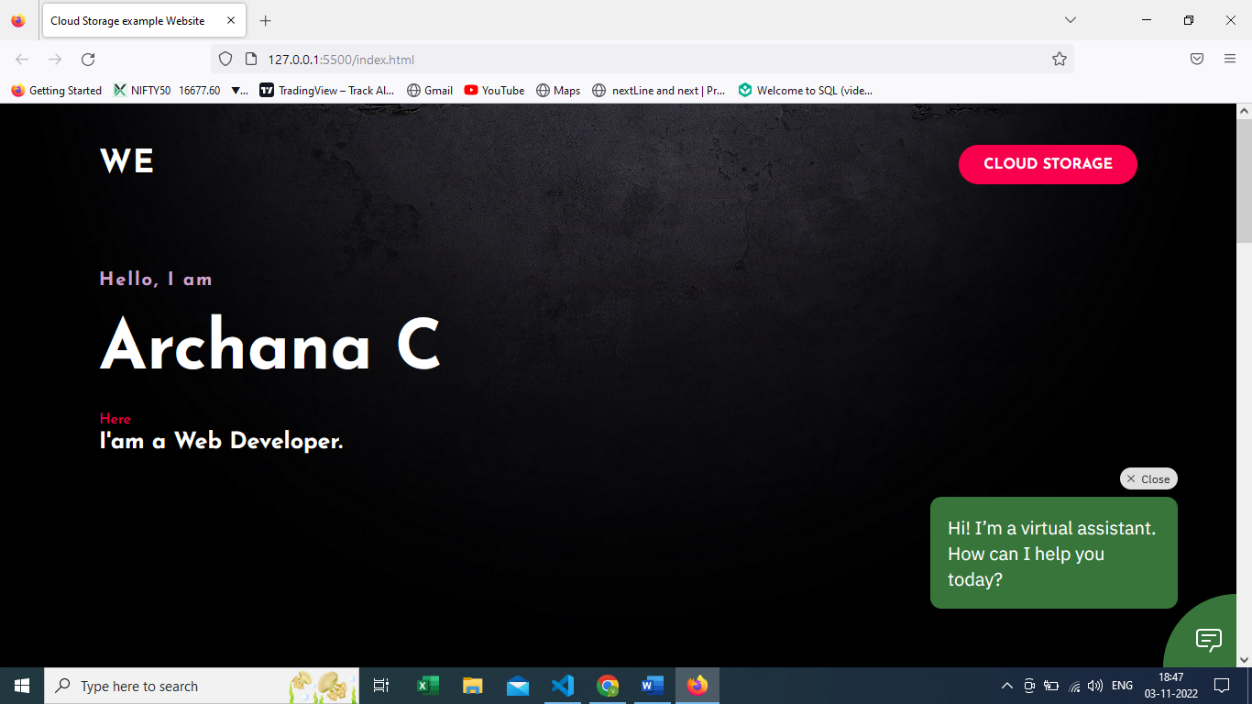 Cloud Storage example Website
127.0.0.1:5500/index.html
Getting Started NIFTY50 16677.60 ▼... TradingView – Track Al... Gmail YouTube Maps nextLine and next | Pr... Welcome to SQL (vide...
WE
CLOUD STORAGE
Hello, I am
Archana C
Here
I'am a Web Developer.
Close
Hi! I’m a virtual assistant.
How can I help you
today?
Type here to search
ENG
18:47
03-11-2022